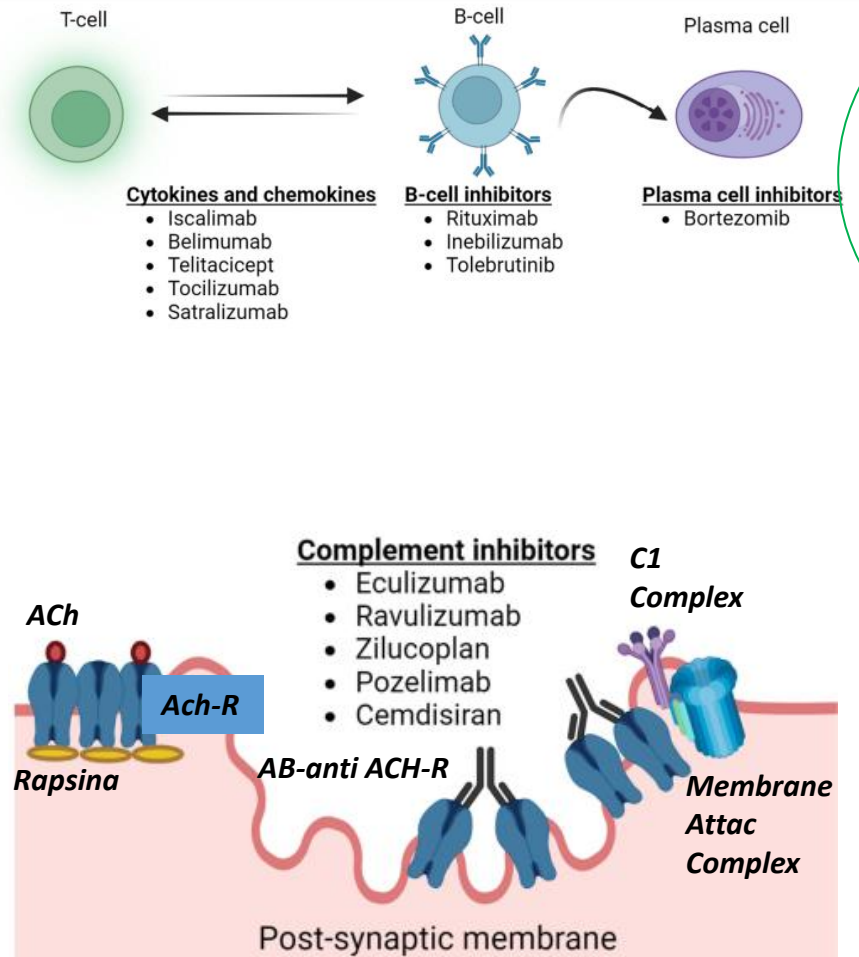 T-cell
B-cell
Plasma cell
Cytokines and chemokines
• Iscalimab
• Belimumab
• Telitacicept
• Tocilizumab
• Satralizumab
B-cell inhibitors
• Rituximab
• Inebilizumab
• Tolebrutinib
Plasma cell inhibitors
• Bortezomib
Complement inhibitors
• Eculizumab
• Ravulizumab
• Zilucoplan
• Pozelimab
• Cemdisiran
C1
Complex
ACh
Ach-R
Rapsina
AB-anti ACH-R
Membrane
Attac
Complex
Post-synaptic membrane